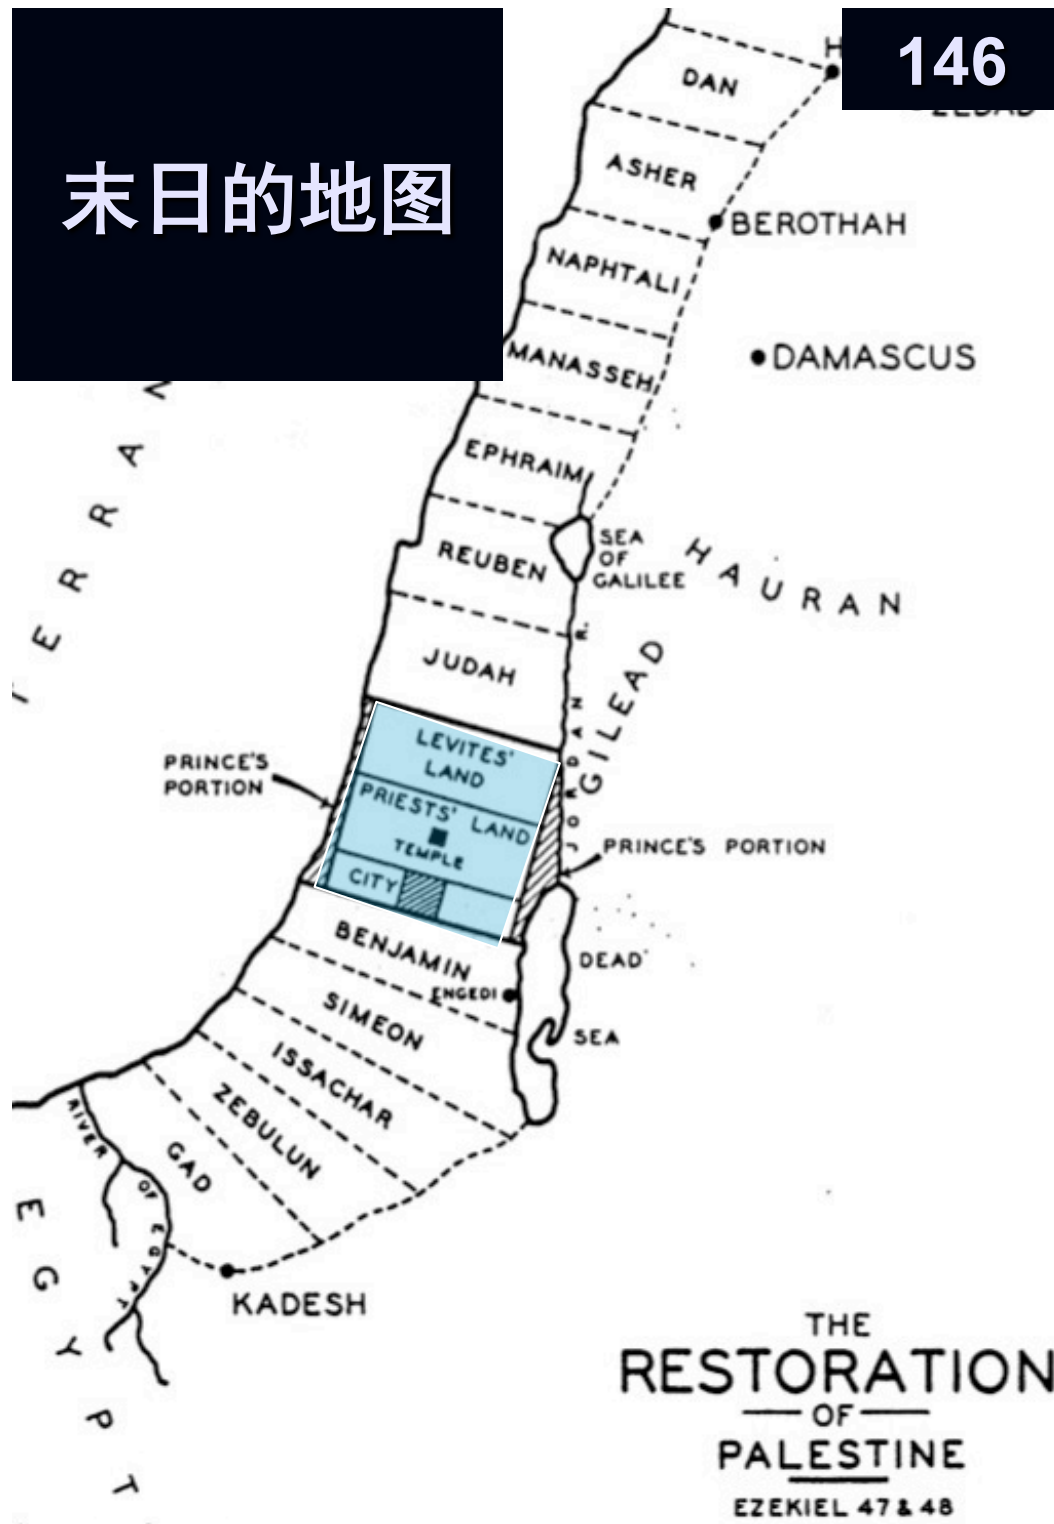 末日的地图
146
DAN
ASHER
BEROTHAH
NAPHTALI
DAMASCUS
MANASSEH
EPHRAIM
SEA
OF
GALILEE
HAURAN
REUBEN
JUDAH
GILEAD
JORDAN R.
LEVITES'
LAND
PRINCE'S
PORTION
PRIESTS' LAND
TEMPLE
PRINCE'S PORTION
CITY
BENJAMIN
DEAD
ENGEDI
SEA
SIMEON
ISSACHAR
ZEBULUN
GAD
RIVER OF EGYPT
EGYPT
KADESH
THE
RESTORATION
OF
PALESTINE
EZEKIEL 47 & 48